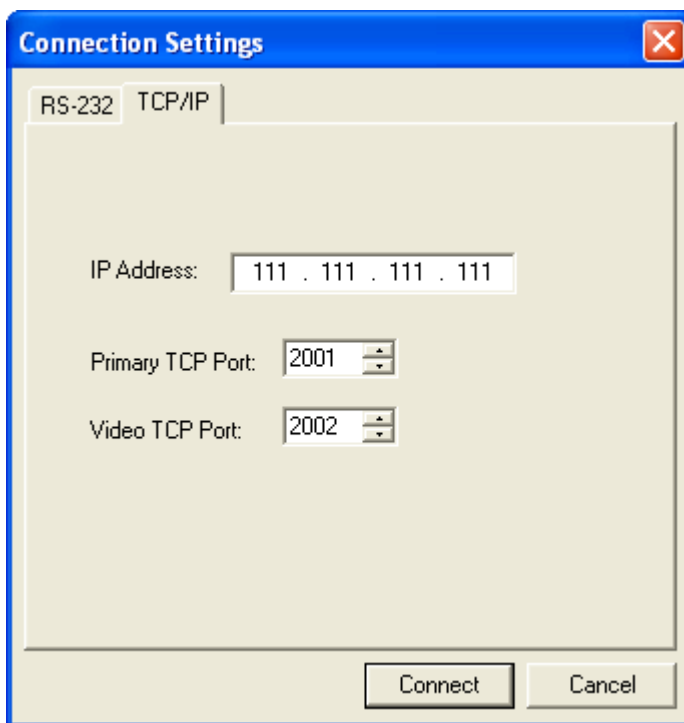 Connection Settings
RS-232 TCP/IP
IP Address: 111 . 111 . 111 . 111
Primary TCP Port: 2001
Video TCP Port: 2002
Connect Cancel